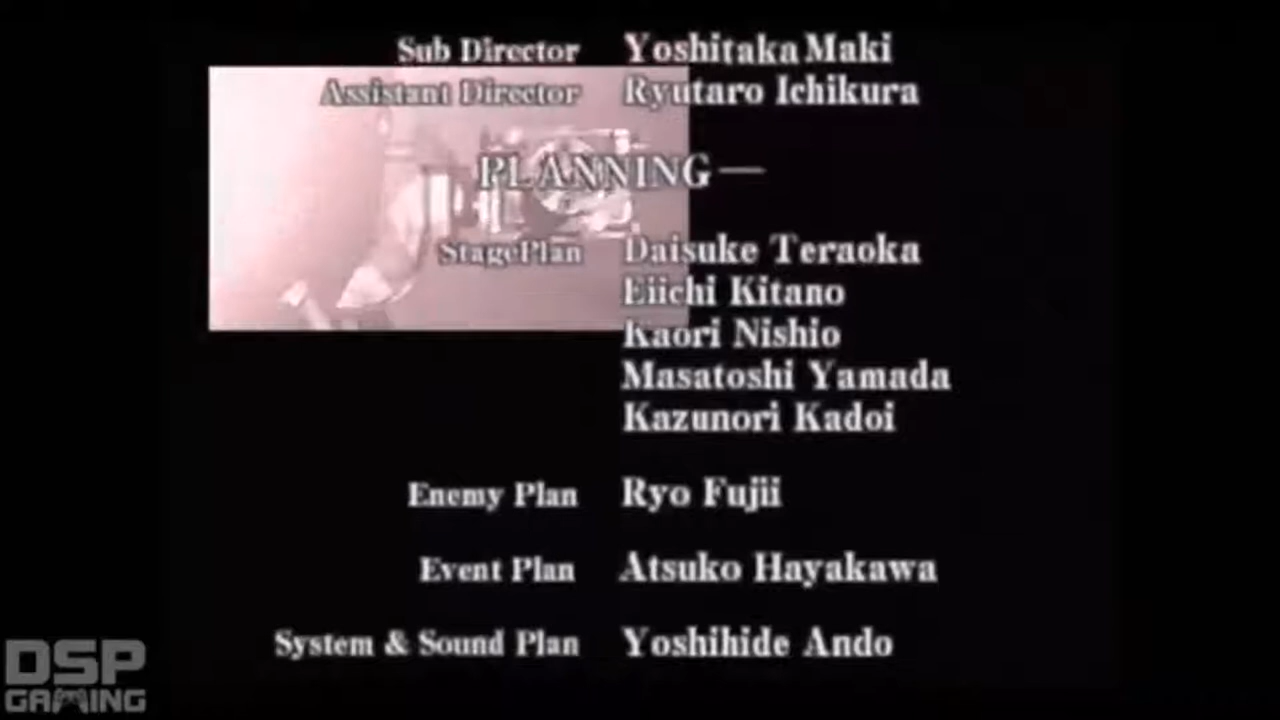 Sub Director Yoshitaka Maki
Assistant Director Ryutaro Ichikura
PLANNING—
StagePlan Daisuke Teraoka
Eiichi Kitano
Kaori Nishio
Masatoshi Yamada
Kazunori Kadoi
Enemy Plan Ryo Fujii
Event Plan Atsuko Hayakawa
System & Sound Plan Yoshihide Ando
DSP
GAMING